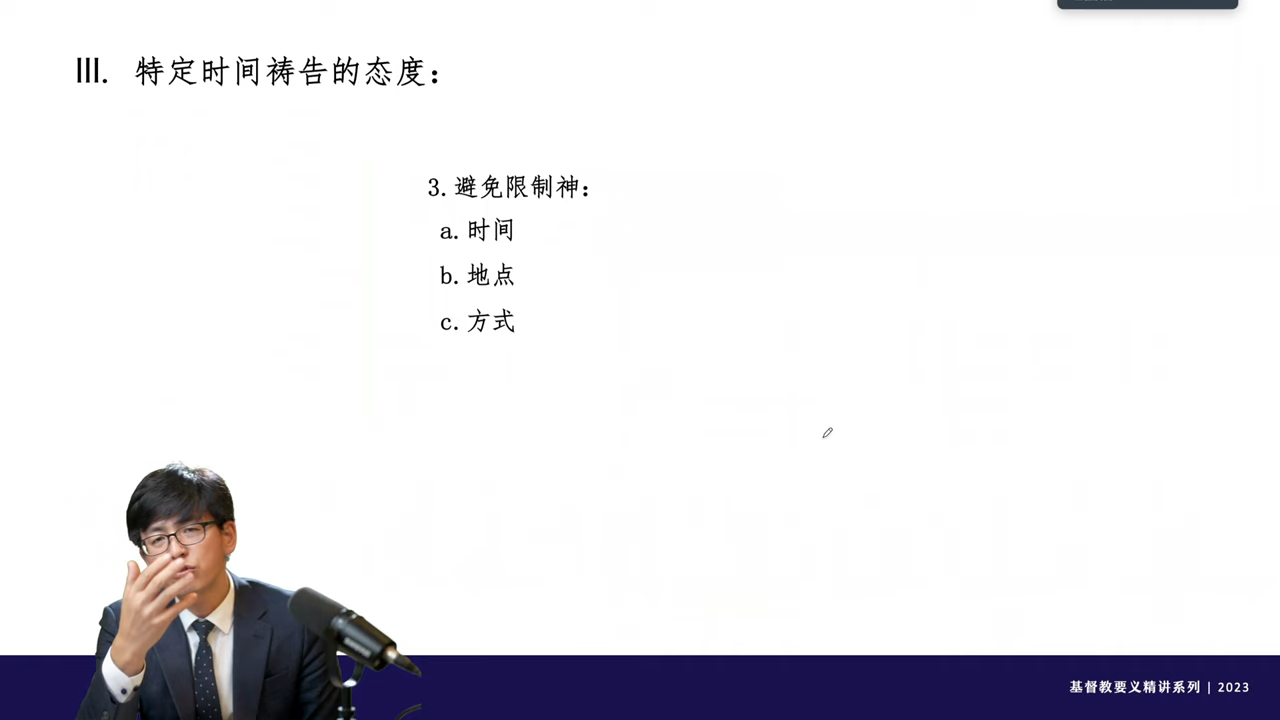 III. 特定时间祷告的态度：
3. 避免限制神：
a. 时间
b. 地点
c. 方式
基督教要义精讲系列 | 2023